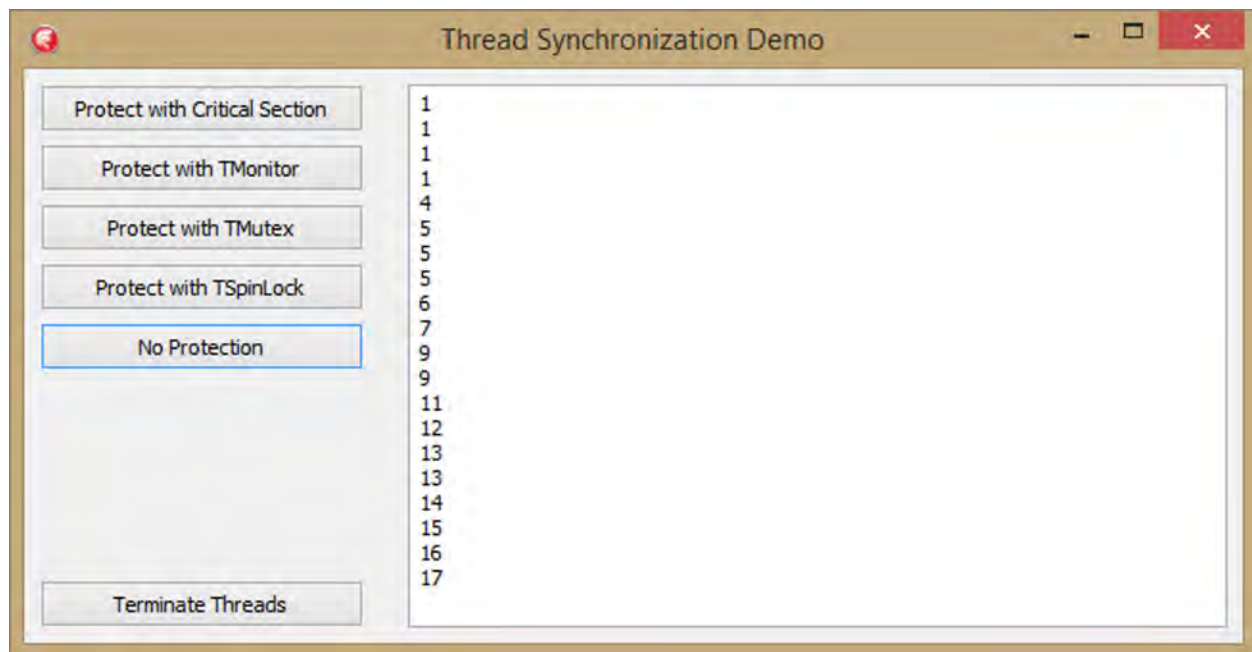 Thread Synchronization Demo
Protect with Critical Section
Protect with TMonitor
Protect with TMutex
Protect with TSpinLock
No Protection
Terminate Threads
1
1
1
1
4
5
5
5
6
7
9
9
11
12
13
13
14
15
16
17